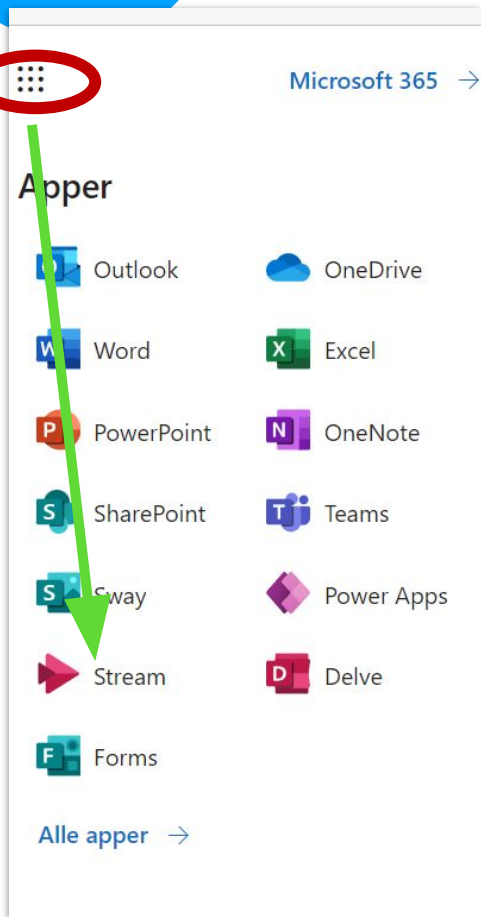 Microsoft 365 →
Apper
Outlook OneDrive
Word Excel
PowerPoint OneNote
SharePoint Teams
Sway Power Apps
Stream Delve
Forms
Alle apper →